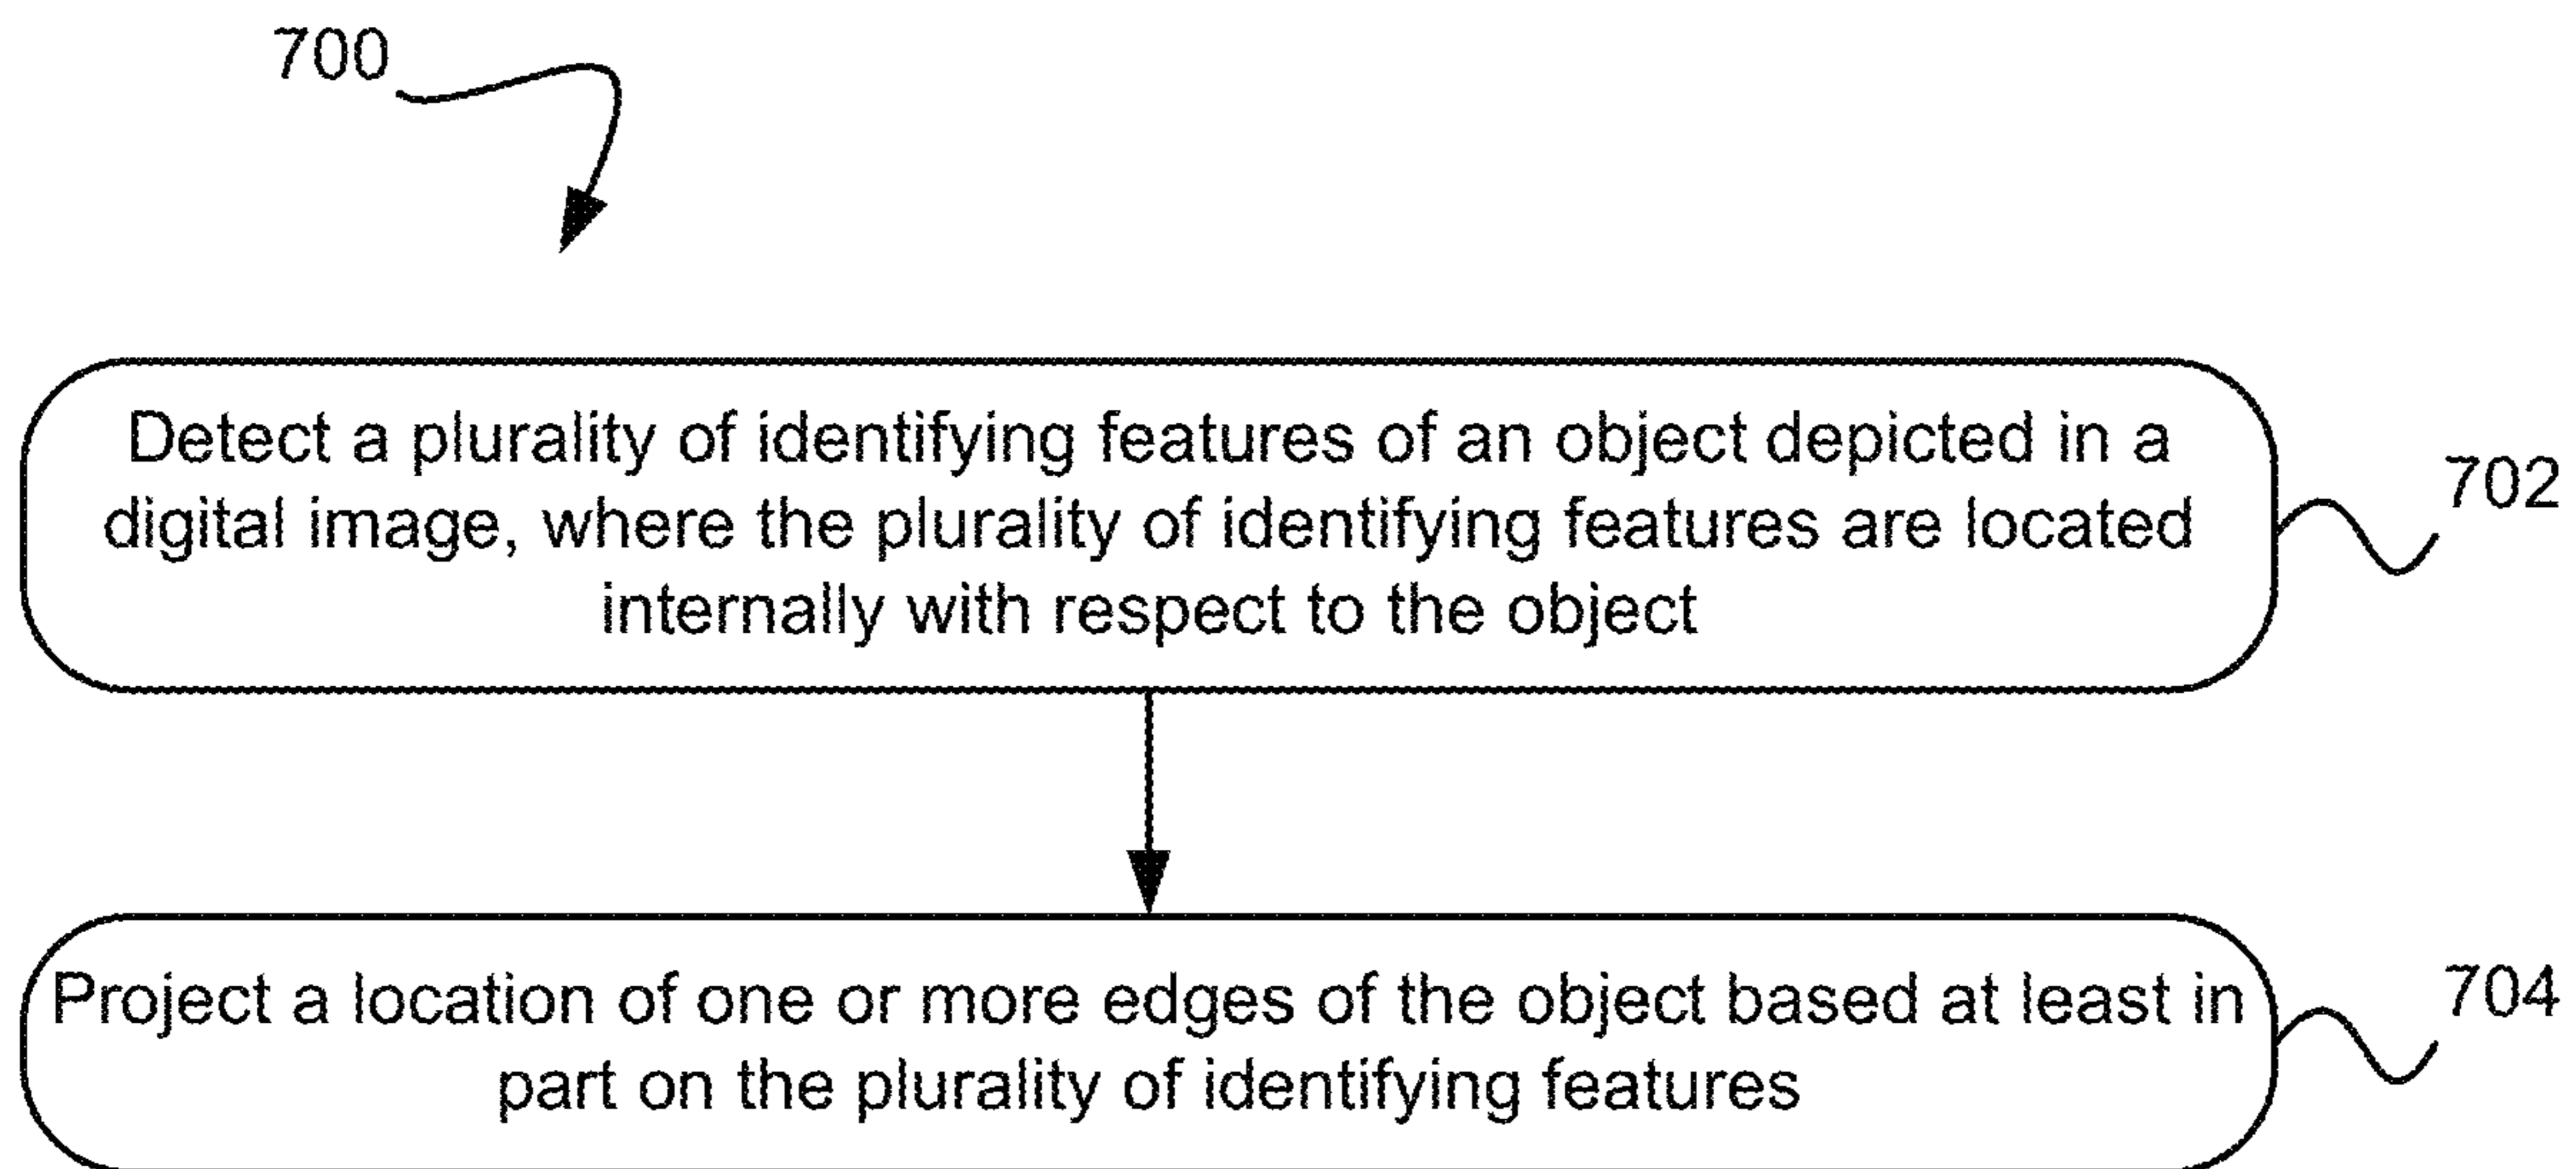 700
Detect a plurality of identifying features of an object depicted in a
digital image, where the plurality of identifying features are located
internally with respect to the object
702
Project a location of one or more edges of the object based at least in
part on the plurality of identifying features
704